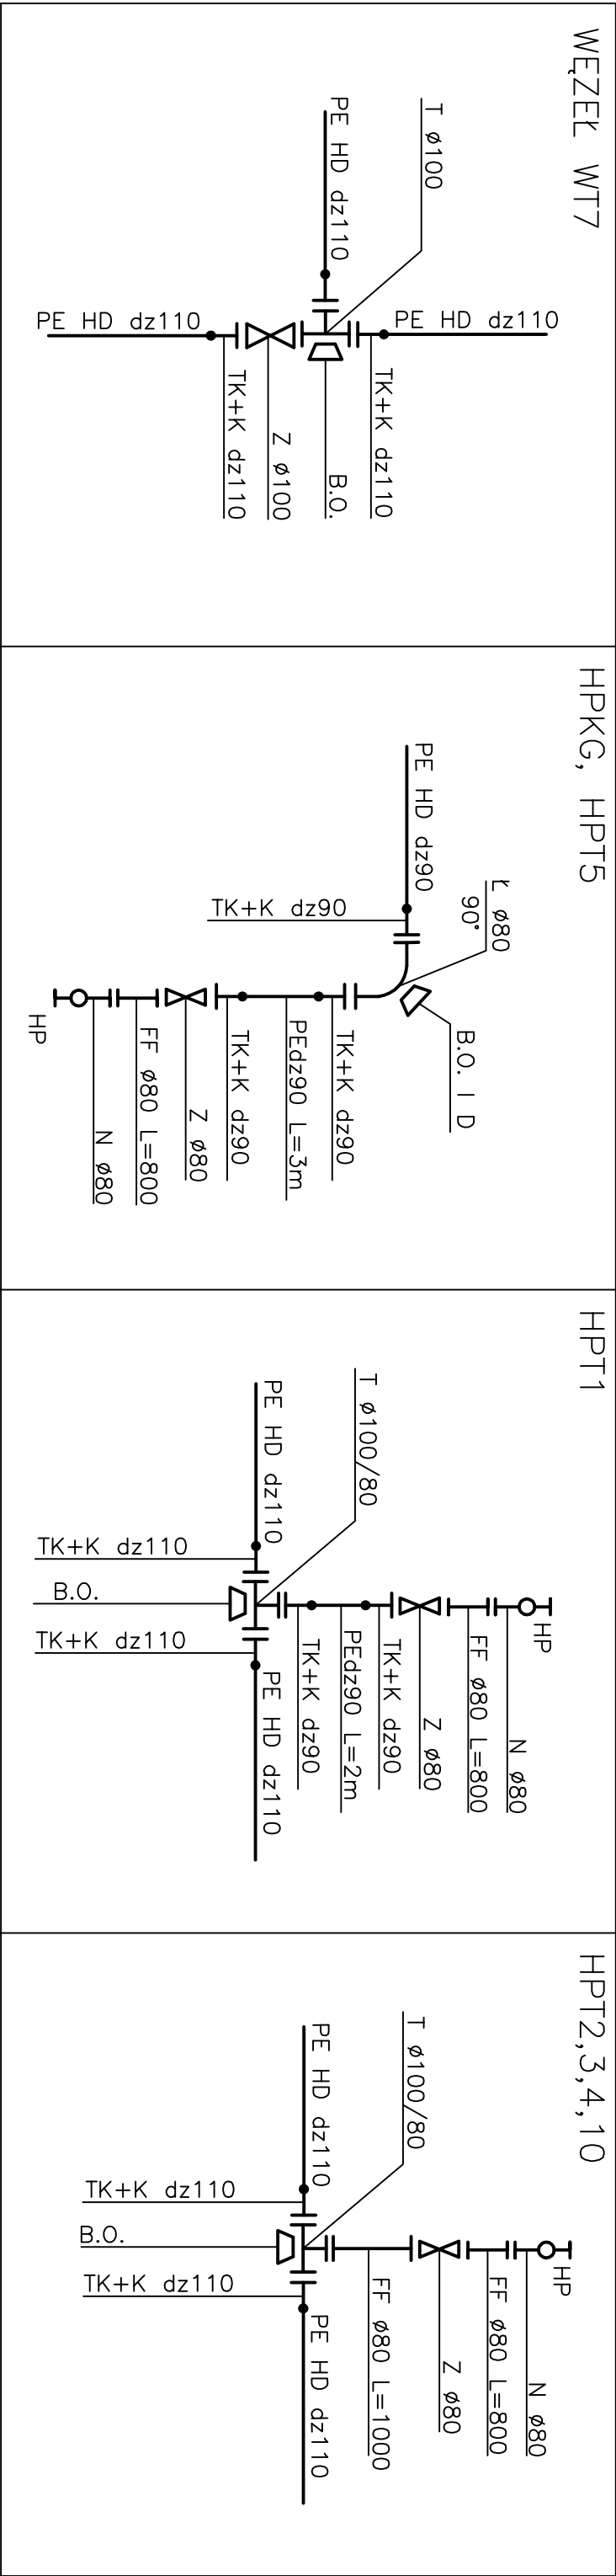 WĘZEŁ WT7
T ø100
PE HD dz110
PE HD dz110
PE HD dz110
TK+K dz110
B.O.
Z ø100
TK+K dz110
HPKG, HPT5
PE HD dz90
Ł ø80
90°
B.O. I D
TK+K dz90
TK+K dz90
PEdz90 L=3m
TK+K dz90
Z ø80
FF ø80 L=800
N ø80
HP
HPT1
HP
N ø80
FF ø80 L=800
Z ø80
TK+K dz90
PEdz90 L=2m
TK+K dz90
T ø100/80
PE HD dz110
PE HD dz110
TK+K dz110
B.O.
TK+K dz110
HPT2,3,4,10
HP
N ø80
FF ø80 L=800
Z ø80
FF ø80 L=1000
T ø100/80
PE HD dz110
PE HD dz110
TK+K dz110
B.O.
TK+K dz110